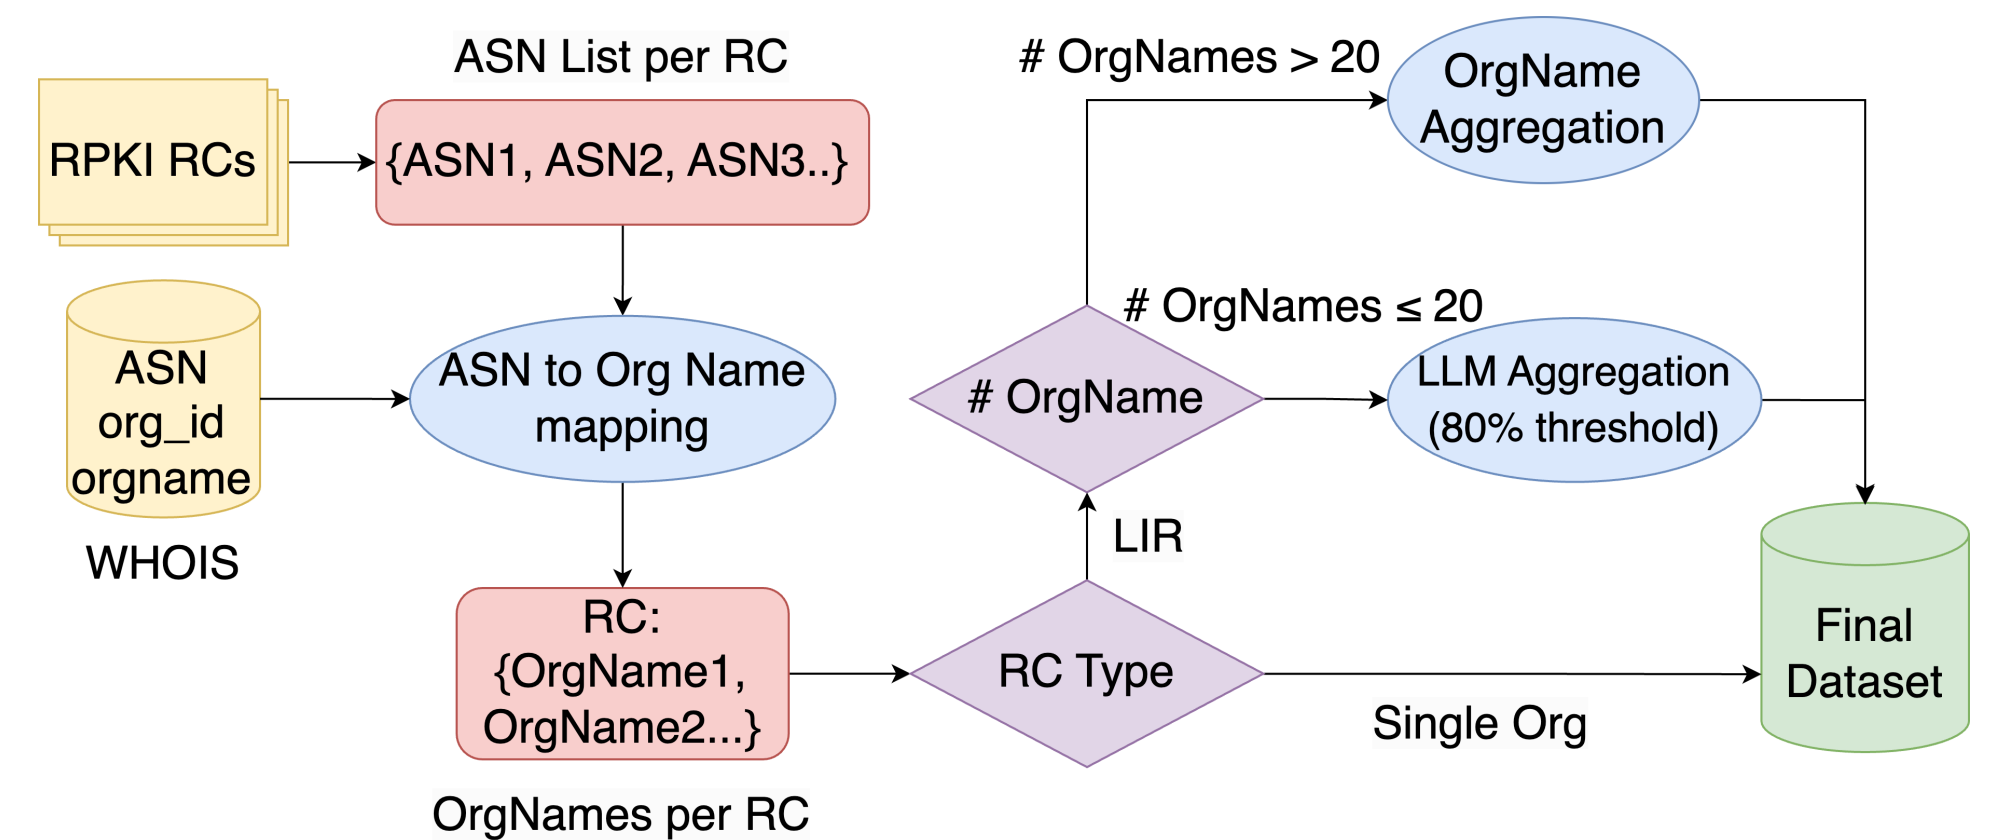 ASN List per RC
RPKI RCs
{ASN1, ASN2, ASN3..}
ASN
org_id
orgname
WHOIS
ASN to Org Name
mapping
RC:
{OrgName1,
OrgName2...}
OrgNames per RC
RC Type
LIR
Single Org
# OrgName
# OrgNames > 20
OrgName
Aggregation
# OrgNames ≤ 20
LLM Aggregation
(80% threshold)
Final
Dataset